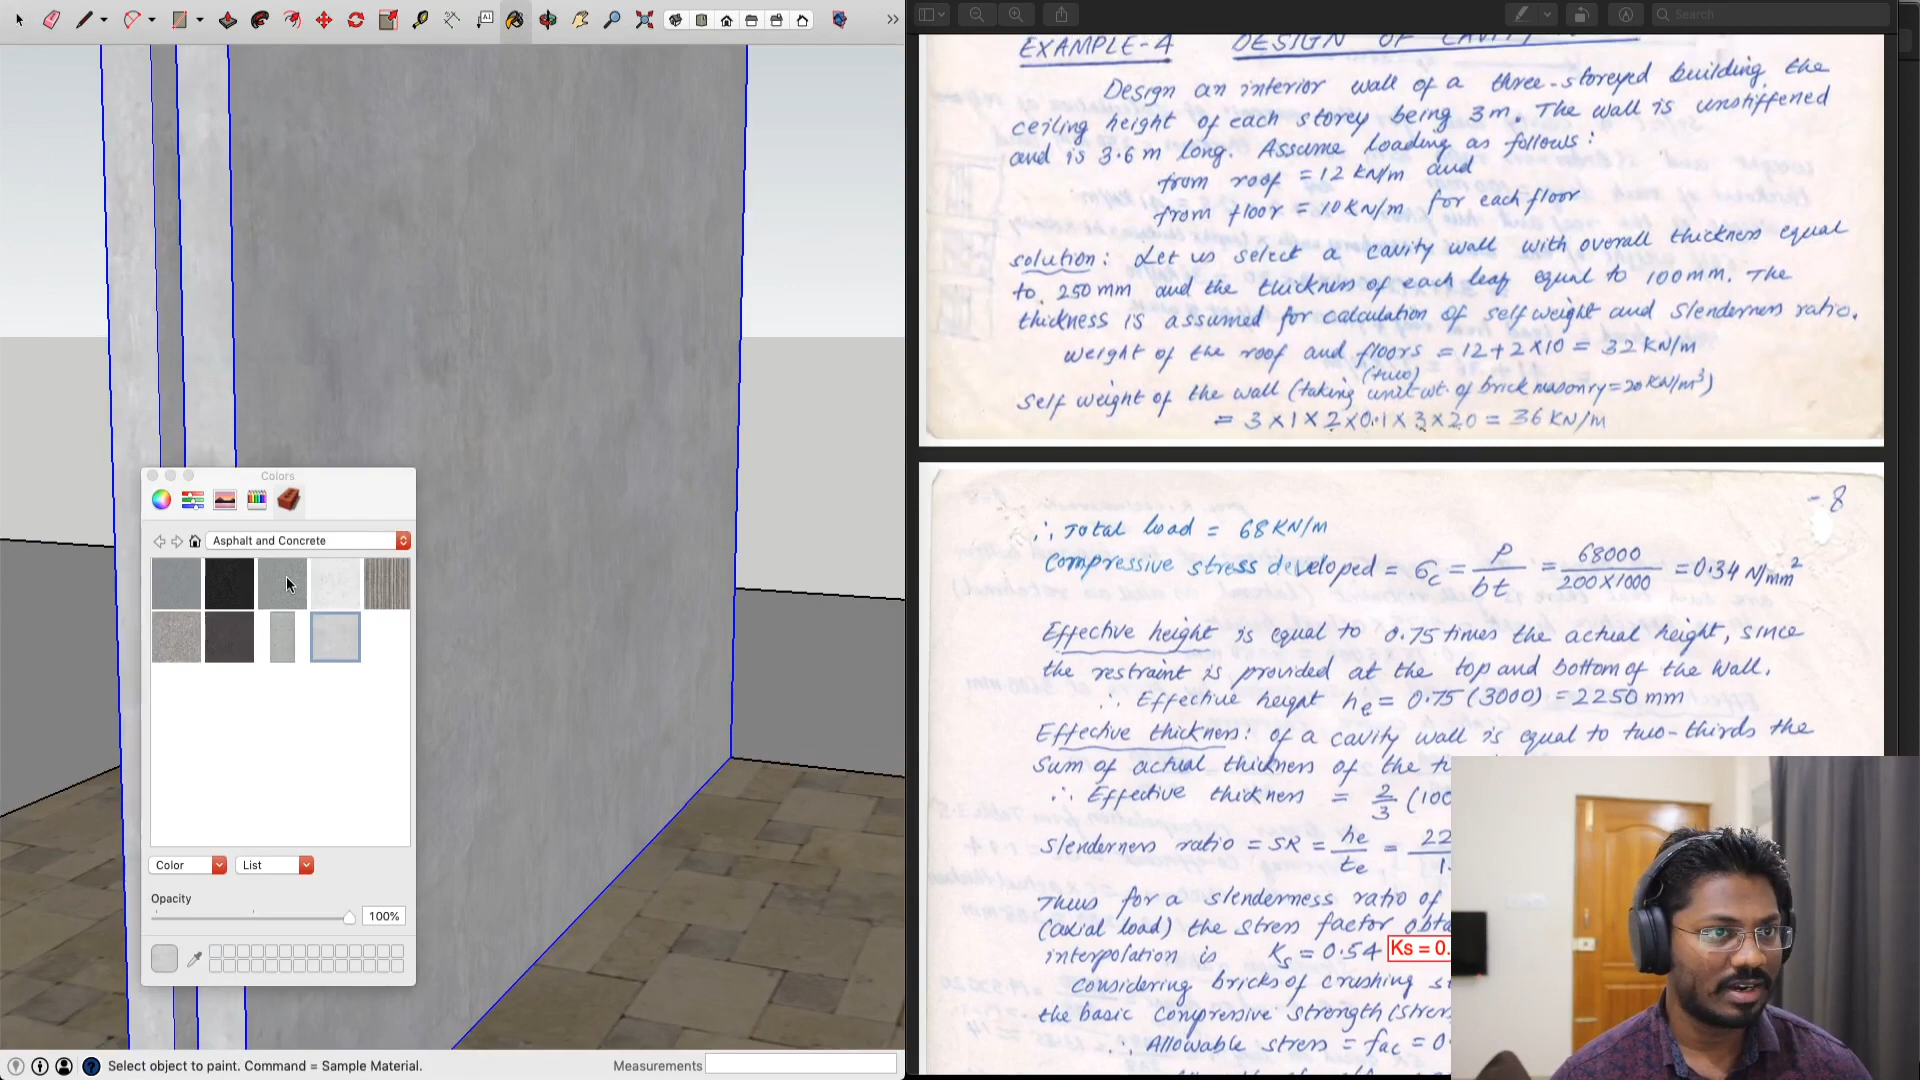 Search
EXAMPLE-4 DESIGN OF CAVITY
Design an interior wall of a three-storeyed building, the
ceiling height of each storey being 3m. The wall is unstiffened
and is 3.6 m long. Assume loading as follows:
from roof = 12 KN/m and
from floor = 10 KN/m for each floor
solution: Let us select a cavity wall with overall thickness equal
to 250 mm and the thickness of each leaf equal to 100mm. The
thickness is assumed for calculation of self weight and slenderness ratio.
weight of the roof and floors = 12+2×10 = 32 KN/m
(two)
Self weight of the wall (taking unit wt. of brick masonry = 20 KN/m³)
= 3×1×2×0.1×3×20 = 36 KN/m
- 8
∴ Total load = 68 KN/m
Compressive stress developed = σc = P/bt = 68000/200×1000 = 0.34 N/mm²
Effective height is equal to 0.75 times the actual height, since
the restraint is provided at the top and bottom of the wall.
∴ Effective height he = 0.75 (3000) = 2250 mm
Effective thickness: of a cavity wall is equal to two-thirds the
sum of actual thickness of the
∴ Effective thickness = 2/3 (100
Slenderness ratio = SR = he/te = 22
Thus for a slenderness ratio of
(axial load) the stress factor obta
interpolation is Ks = 0.54 Ks = 0.
considering bricks of crushing s
the basic compressive strength (stres
∴ Allowable stress = fac = 0.
Colors
Asphalt and Concrete
Color
List
Opacity
100%
Select object to paint. Command = Sample Material.
Measurements